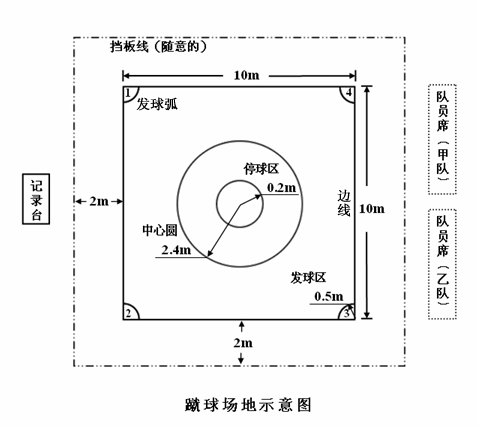 挡板线（随意的）
10m
1
4
发球弧
停球区
0.2m
边线
10m
记录台
2m
中心圆
2.4m
发球区
0.5m
2
3
2m
队员席（甲队）
队员席（乙队）
蹴球场地示意图